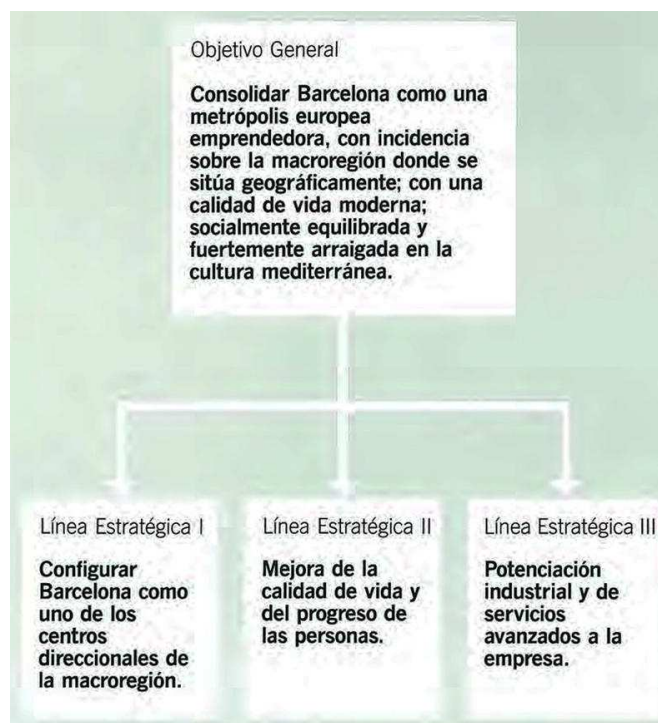 Objetivo General
Consolidar Barcelona como una
metrópolis europea
emprendedora, con incidencia
sobre la macroregión donde se
sitúa geográficamente; con una
calidad de vida moderna;
socialmente equilibrada y
fuertemente arraigada en la
cultura mediterránea.
Línea Estratégica I
Configurar
Barcelona como
uno de los
centros
direccionales de
la macroregión.
Línea Estratégica II
Mejora de la
calidad de vida y
del progreso de
las personas.
Línea Estratégica III
Potenciación
industrial y de
servicios
avanzados a la
empresa.